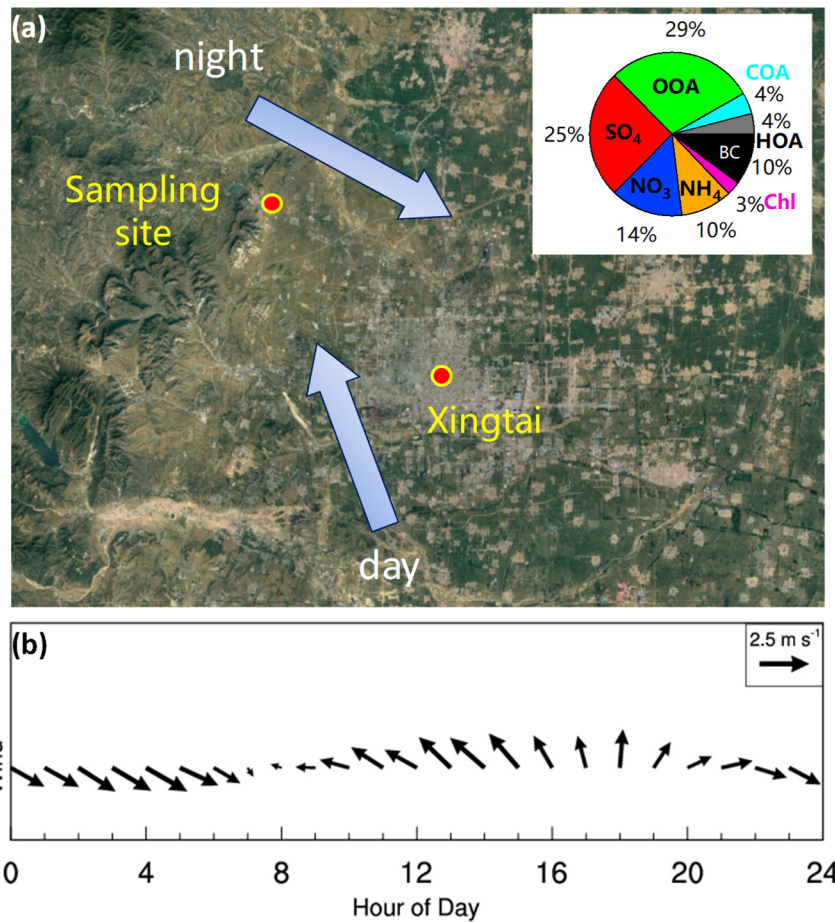 (a)
night
Sampling
site
Xingtai
day
29%
COA
4%
OOA
4%
25%
SO₄
HOA
BC
10%
NO₃
NH₄
3%
Chl
14%
10%
(b)
2.5 m s⁻¹
0
4
8
12
16
20
24
Hour of Day